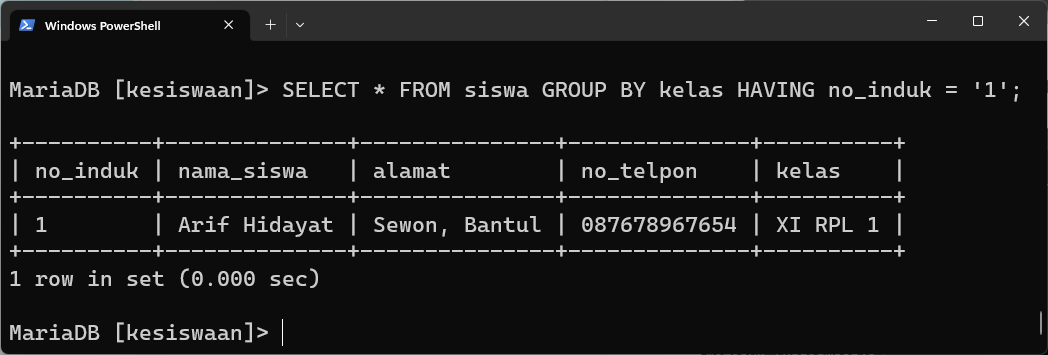 Windows PowerShell
MariaDB [kesiswaan]> SELECT * FROM siswa GROUP BY kelas HAVING no_induk = '1';
+----------+--------------+---------------+--------------+----------+
| no_induk | nama_siswa   | alamat        | no_telpon    | kelas    |
+----------+--------------+---------------+--------------+----------+
| 1        | Arif Hidayat | Sewon, Bantul | 087678967654 | XI RPL 1 |
+----------+--------------+---------------+--------------+----------+
1 row in set (0.000 sec)
MariaDB [kesiswaan]>